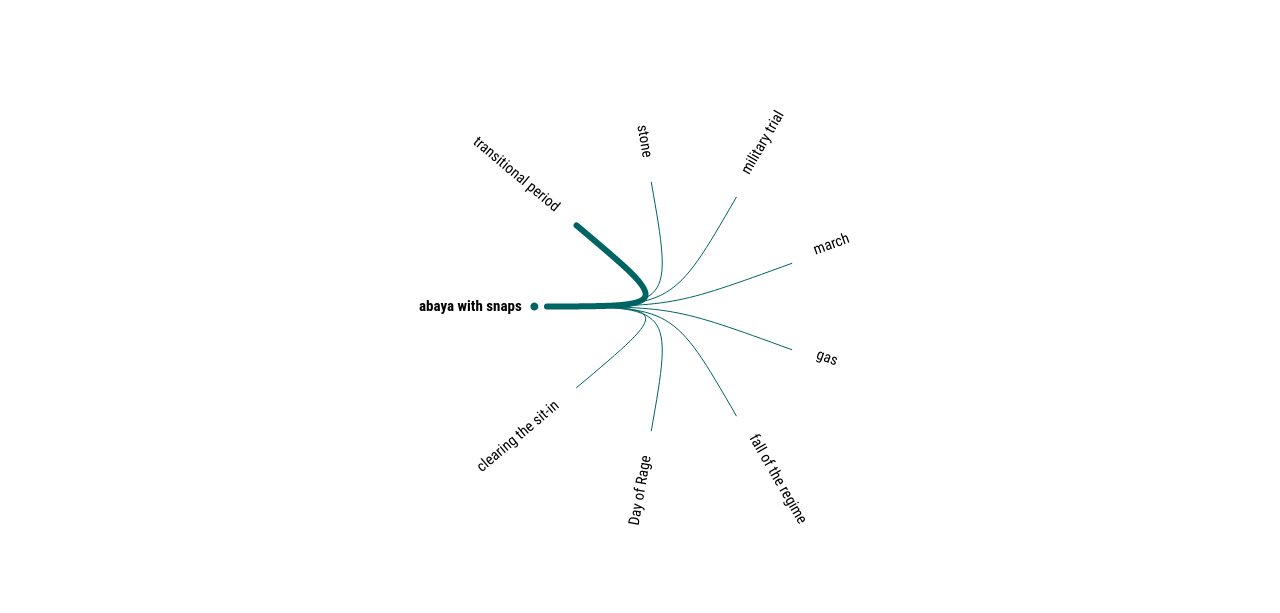 stone
military trial
transitional period
march
abaya with snaps
gas
clearing the sit-in
fall of the regime
Day of Rage